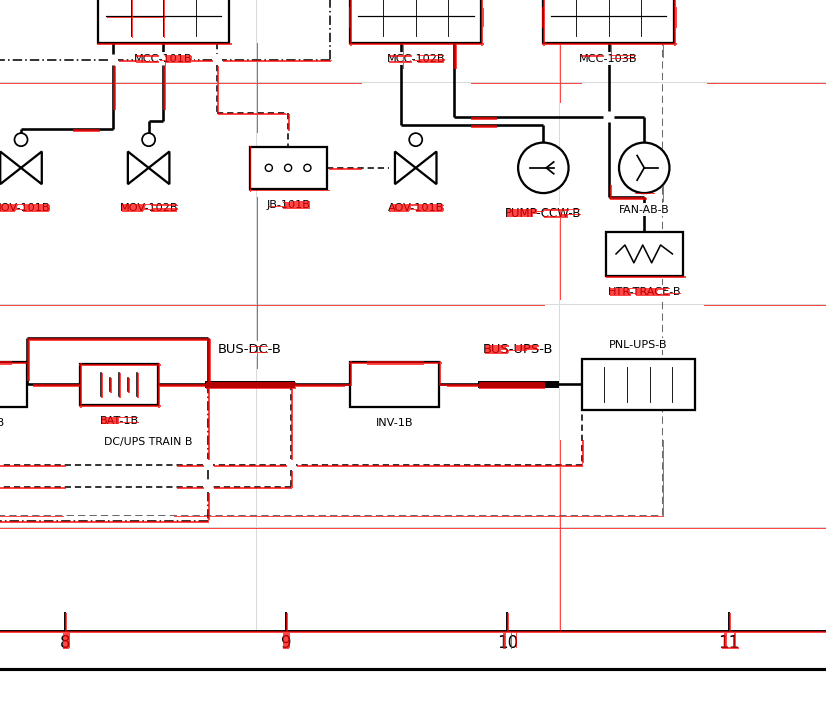 MCC-101B
MCC-102B
MCC-103B
MOV-101B
MOV-102B
JB-101B
AOV-101B
PUMP-CCW-B
FAN-AB-B
HTR-TRACE-B
BUS-DC-B
BUS-UPS-B
PNL-UPS-B
BAT-1B
INV-1B
DC/UPS TRAIN B
8
9
10
11